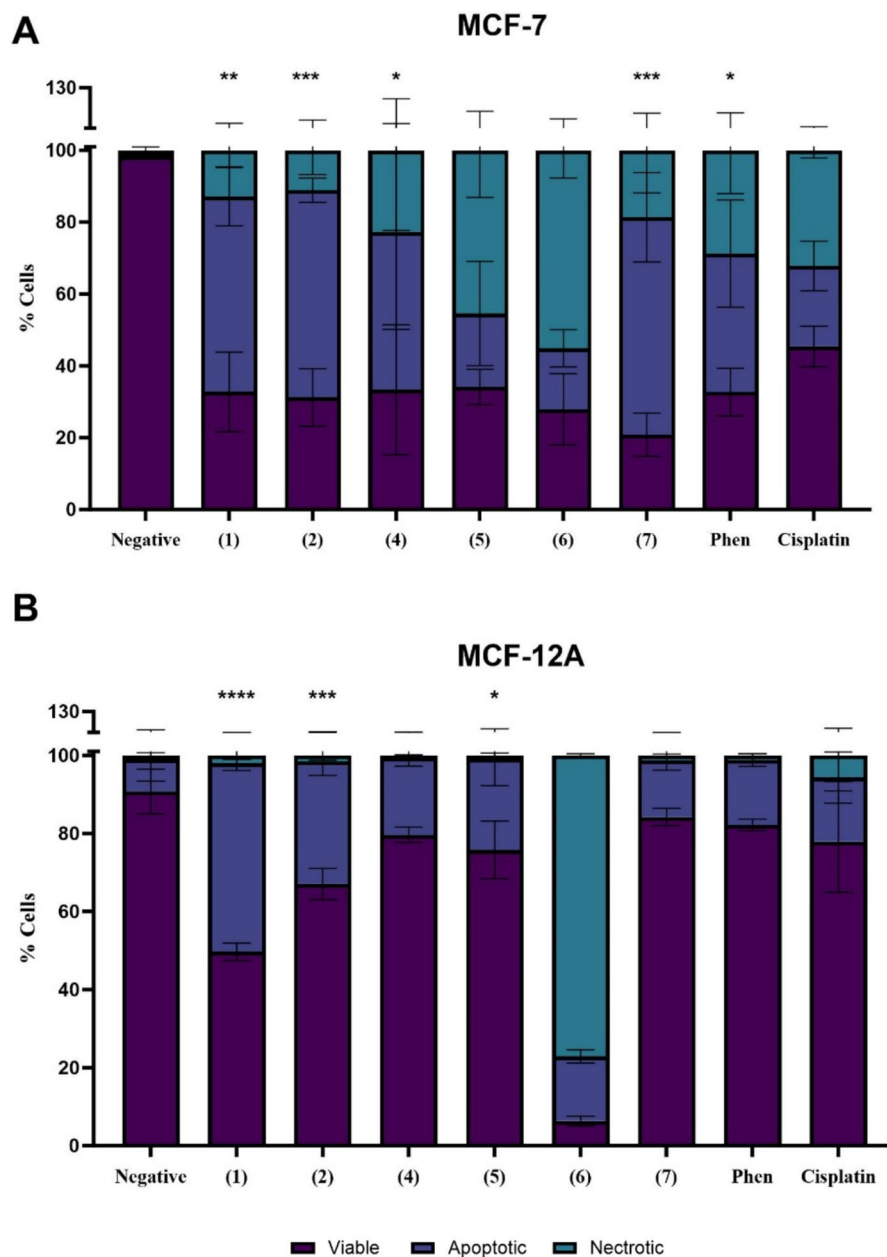 A
MCF-7
** *** * *** *
130
100
80
60
40
20
0
% Cells
Negative (1) (2) (4) (5) (6) (7) Phen Cisplatin
B
MCF-12A
**** *** *
130
100
80
60
40
20
0
% Cells
Negative (1) (2) (4) (5) (6) (7) Phen Cisplatin
Viable Apoptotic Nectrotic